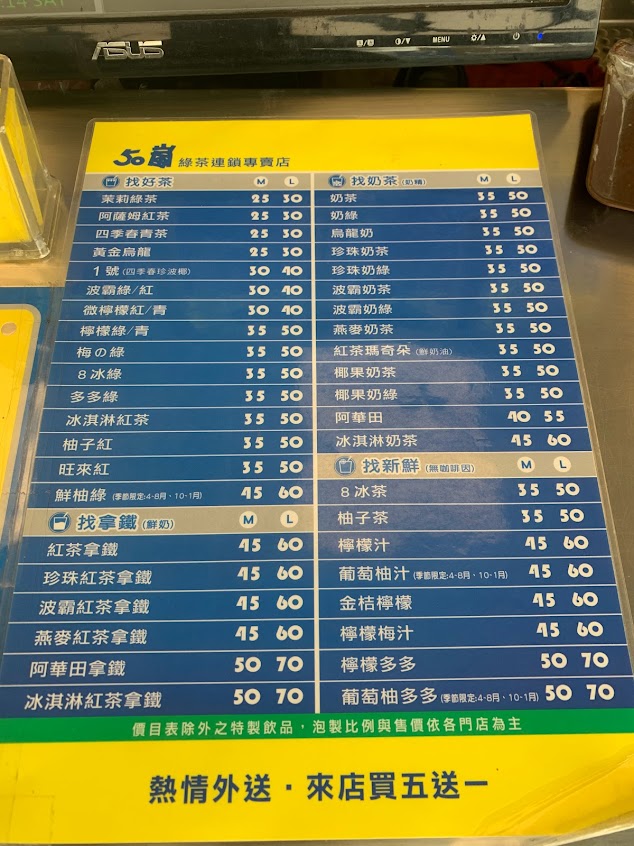 14 SAT
ASUS
MENU
50嵐 綠茶連鎖專賣店
找好茶 M L
茉莉綠茶 25 30
阿薩姆紅茶 25 30
四季春青茶 25 30
黃金烏龍 25 30
1號 (四季春珍波椰) 30 40
波霸綠/紅 30 40
微檸檬紅/青 30 40
檸檬綠/青 35 50
梅の綠 35 50
8冰綠 35 50
多多綠 35 50
冰淇淋紅茶 35 50
柚子紅 35 50
旺來紅 35 50
鮮柚綠 (季節限定:4-8月、10-1月) 45 60
找拿鐵 (鮮奶) M L
紅茶拿鐵 45 60
珍珠紅茶拿鐵 45 60
波霸紅茶拿鐵 45 60
燕麥紅茶拿鐵 45 60
阿華田拿鐵 50 70
冰淇淋紅茶拿鐵 50 70
找奶茶 (奶精) M L
奶茶 35 50
奶綠 35 50
烏龍奶 35 50
珍珠奶茶 35 50
珍珠奶綠 35 50
波霸奶茶 35 50
波霸奶綠 35 50
燕麥奶茶 35 50
紅茶瑪奇朵 (鮮奶油) 35 50
椰果奶茶 35 50
椰果奶綠 35 50
阿華田 40 55
冰淇淋奶茶 45 60
找新鮮 (無咖啡因) M L
8冰茶 35 50
柚子茶 35 50
檸檬汁 45 60
葡萄柚汁 (季節限定:4-8月、10-1月) 45 60
金桔檸檬 45 60
檸檬梅汁 45 60
檸檬多多 50 70
葡萄柚多多 (季節限定:4-8月、10-1月) 50 70
價目表除外之特製飲品，泡製比例與售價依各門店為主
熱情外送・來店買五送一